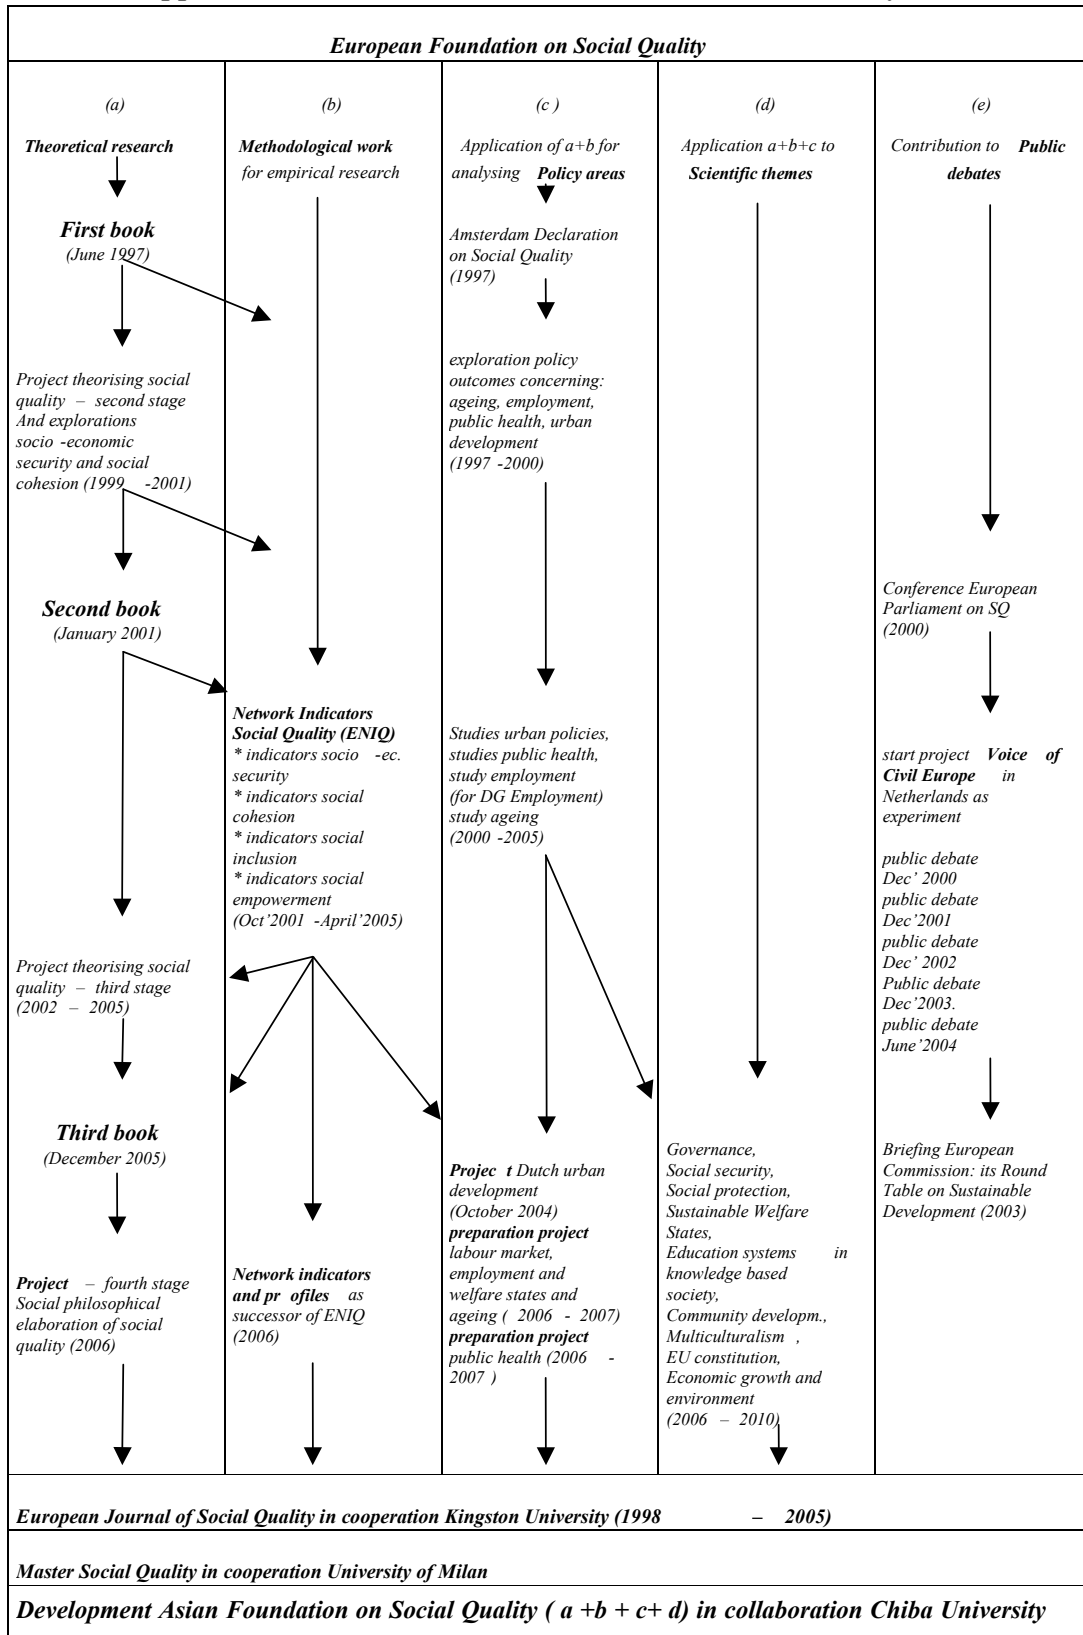 European Foundation on Social Quality
(a)
Theoretical research
First book
(June 1997)
Project theorising social
quality – second stage
And explorations
socio -economic
security and social
cohesion (1999 -2001)
Second book
(January 2001)
Project theorising social
quality – third stage
(2002 – 2005)
Third book
(December 2005)
Project – fourth stage
Social philosophical
elaboration of social
quality (2006)
(b)
Methodological work
for empirical research
Network Indicators
Social Quality (ENIQ)
* indicators socio -ec.
security
* indicators social
cohesion
* indicators social
inclusion
* indicators social
empowerment
(Oct'2001 -April'2005)
Network indicators
and pr ofiles as
successor of ENIQ
(2006)
(c )
Application of a+b for
analysing Policy areas
Amsterdam Declaration
on Social Quality
(1997)
exploration policy
outcomes concerning:
ageing, employment,
public health, urban
development
(1997 -2000)
Studies urban policies,
studies public health,
study employment
(for DG Employment)
study ageing
(2000 -2005)
Projec t Dutch urban
development
(October 2004)
preparation project
labour market,
employment and
welfare states and
ageing ( 2006 - 2007)
preparation project
public health (2006 -
2007 )
(d)
Application a+b+c to
Scientific themes
Governance,
Social security,
Social protection,
Sustainable Welfare
States,
Education systems in
knowledge based
society,
Community developm.,
Multiculturalism ,
EU constitution,
Economic growth and
environment
(2006 – 2010)
(e)
Contribution to Public
debates
Conference European
Parliament on SQ
(2000)
start project Voice of
Civil Europe in
Netherlands as
experiment
public debate
Dec' 2000
public debate
Dec'2001
public debate
Dec' 2002
Public debate
Dec'2003.
public debate
June'2004
Briefing European
Commission: its Round
Table on Sustainable
Development (2003)
European Journal of Social Quality in cooperation Kingston University (1998 – 2005)
Master Social Quality in cooperation University of Milan
Development Asian Foundation on Social Quality ( a +b + c+ d) in collaboration Chiba University